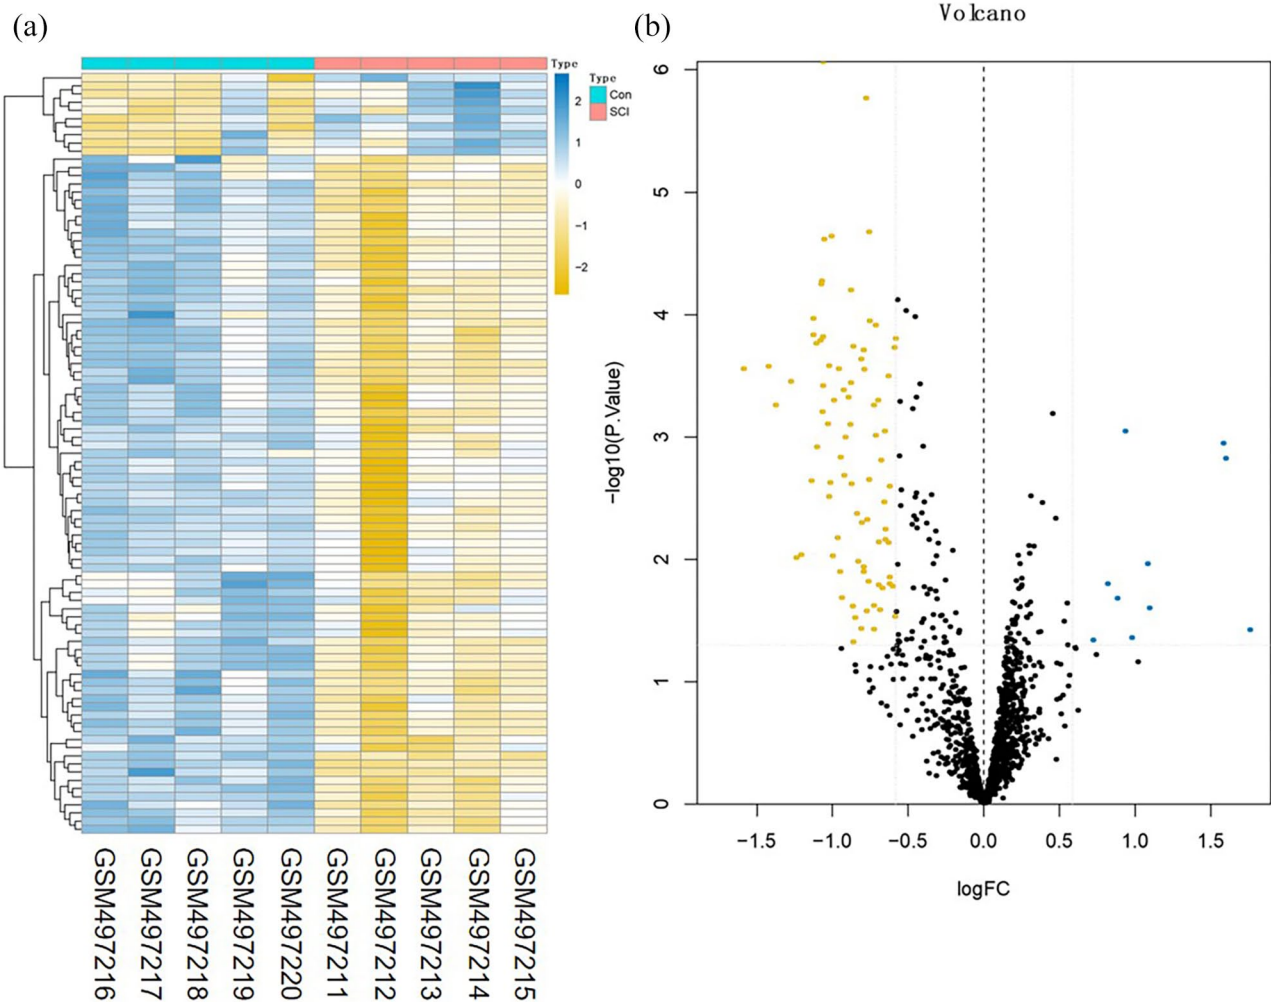 (a)
Type
Type
Con
SCI
2
1
0
−1
−2
GSM497216
GSM497217
GSM497218
GSM497219
GSM497220
GSM497211
GSM497212
GSM497213
GSM497214
GSM497215
(b)
Volcano
6
5
4
3
2
1
0
−log10(P.Value)
−1.5
−1.0
−0.5
0.0
0.5
1.0
1.5
logFC